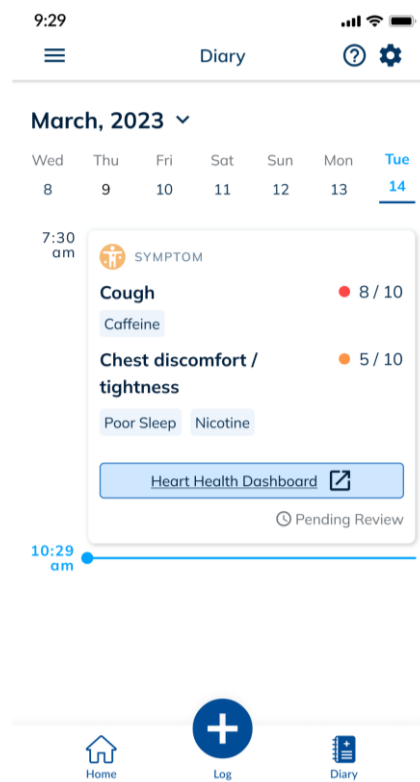 9:29
Diary
March, 2023
Wed Thu Fri Sat Sun Mon Tue
8 9 10 11 12 13 14
7:30
am
SYMPTOM
Cough 8 / 10
Caffeine
Chest discomfort / 5 / 10
tightness
Poor Sleep Nicotine
Heart Health Dashboard
Pending Review
10:29
am
Home Log Diary